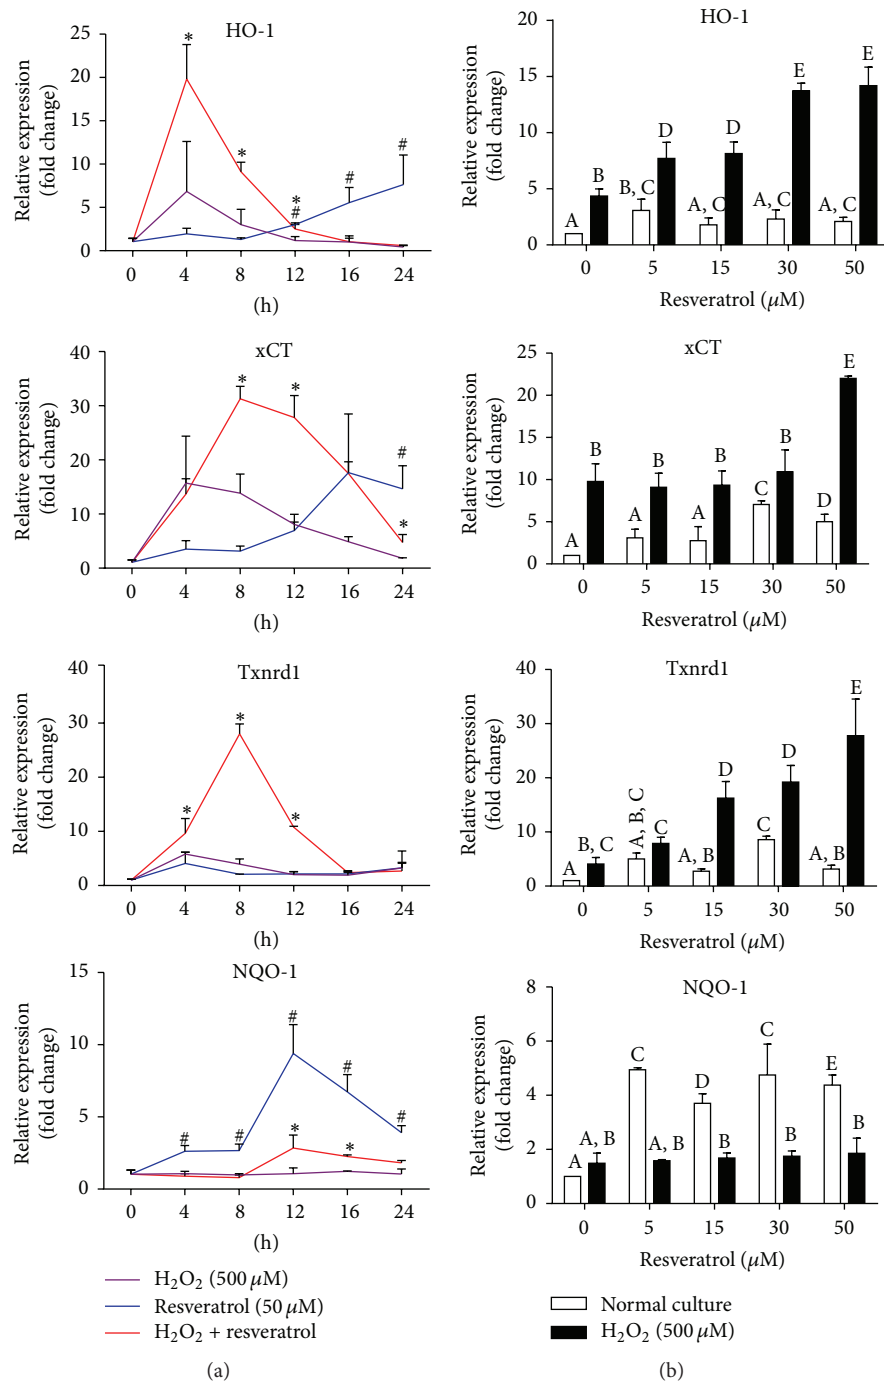 HO-1
Relative expression
(fold change)
25
20
15
10
5
0
*
*
*
#
#
#
0 4 8 12 16 24
(h)
xCT
Relative expression
(fold change)
40
30
20
10
0
*
*
#
*
0 4 8 12 16 24
(h)
Txnrd1
Relative expression
(fold change)
40
30
20
10
0
*
*
*
0 4 8 12 16 24
(h)
NQO-1
Relative expression
(fold change)
15
10
5
0
#
#
#
#
#
*
*
0 4 8 12 16 24
(h)
H₂O₂ (500 μM)
Resveratrol (50 μM)
H₂O₂ + resveratrol
(a)
HO-1
Relative expression
(fold change)
20
15
10
5
0
A B B, C D A, C D A, C E A, C E
0 5 15 30 50
Resveratrol (μM)
xCT
Relative expression
(fold change)
25
20
15
10
5
0
A B A B A B C B D E
0 5 15 30 50
Resveratrol (μM)
Txnrd1
Relative expression
(fold change)
40
30
20
10
0
A B, C A, B, C C A, B D C D A, B E
0 5 15 30 50
Resveratrol (μM)
NQO-1
Relative expression
(fold change)
8
6
4
2
0
A A, B C A, B D B C B E B
0 5 15 30 50
Resveratrol (μM)
Normal culture
H₂O₂ (500 μM)
(b)